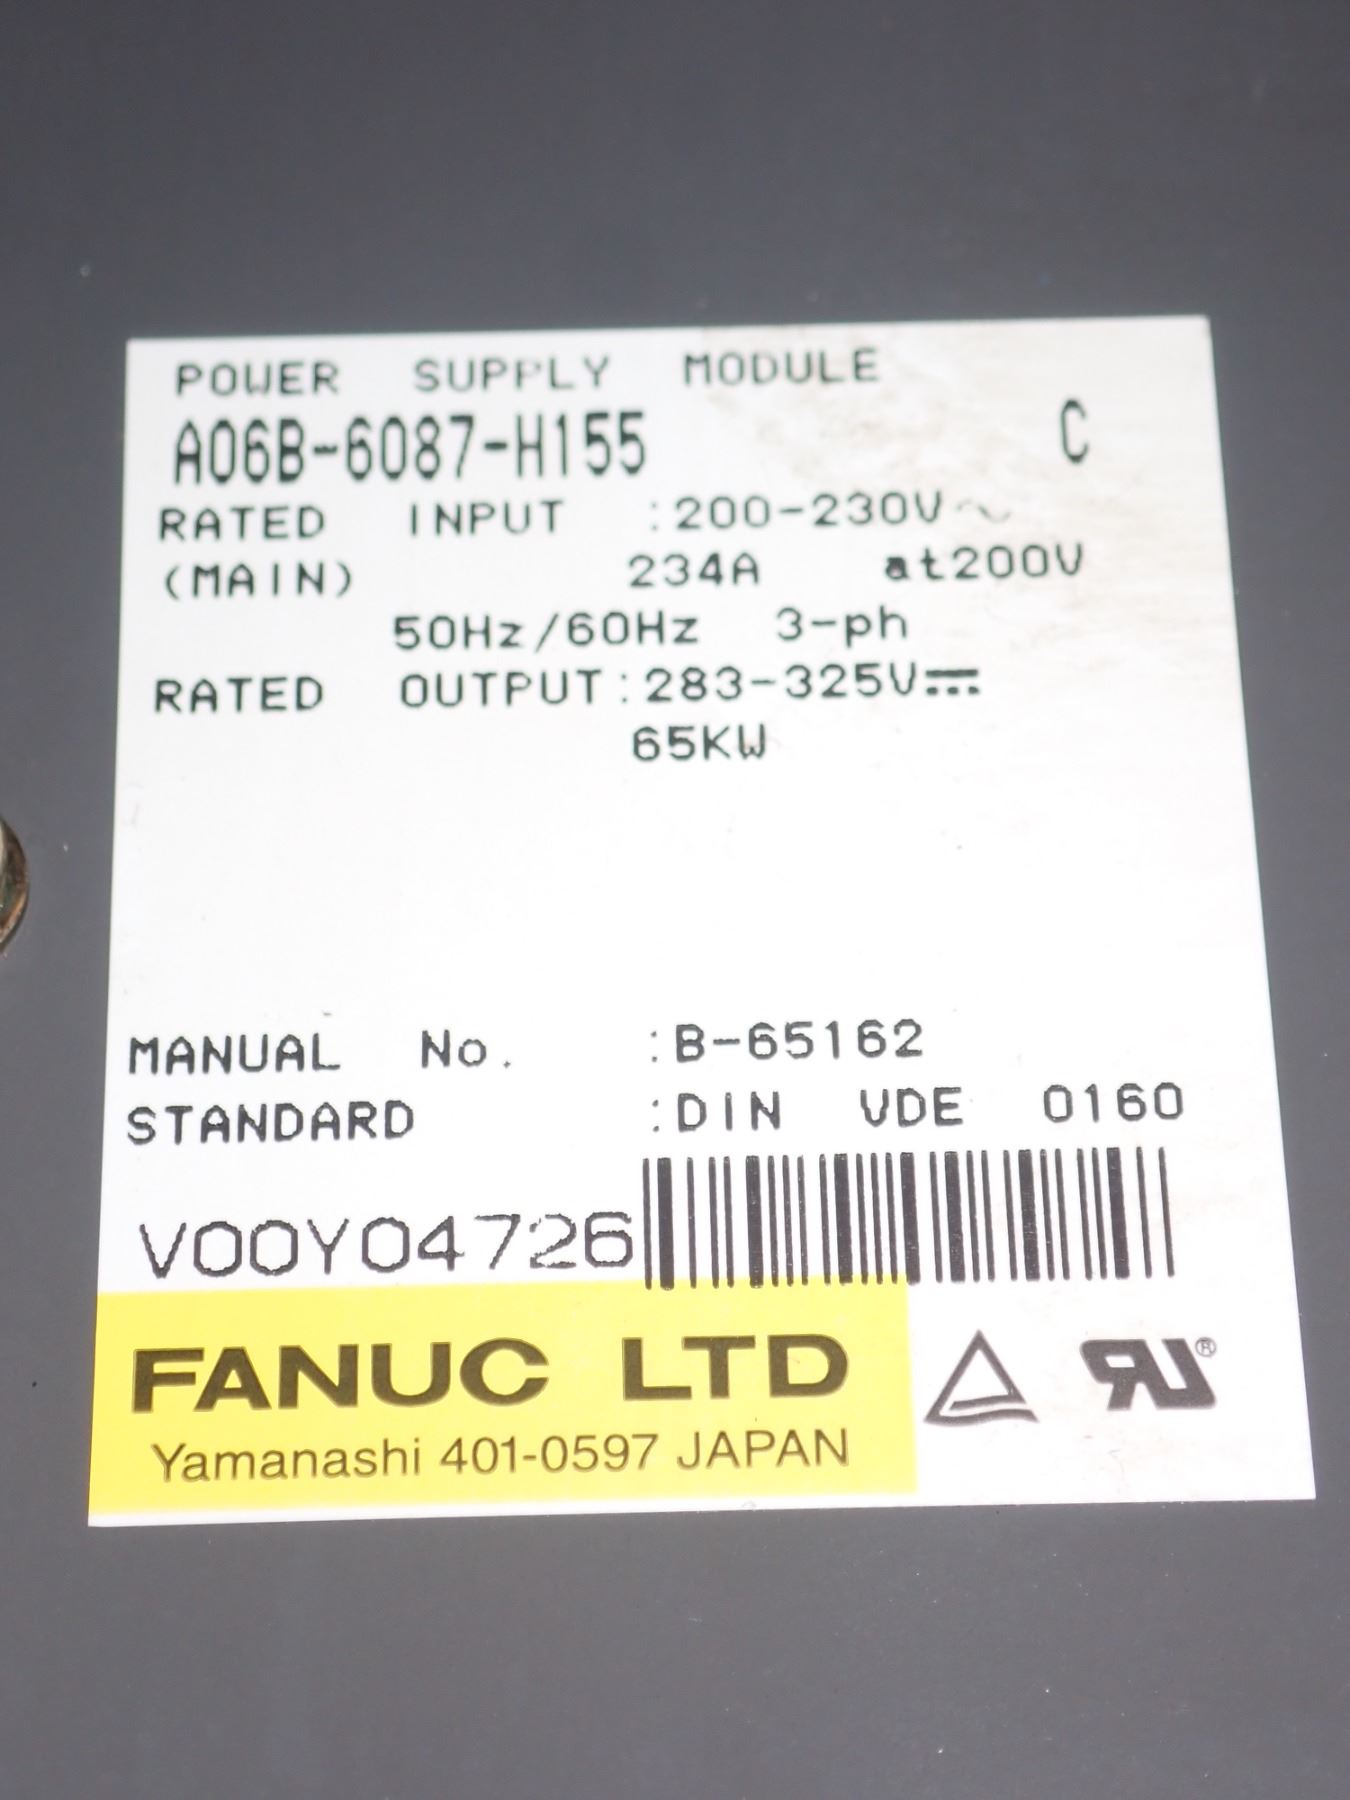 POWER SUPPLY MODULE
A06B-6087-H155 C
RATED INPUT :200-230V~
(MAIN) 234A at200V
50Hz/60Hz 3-ph
RATED OUTPUT:283-325V⎓
65KW
MANUAL No. :B-65162
STANDARD :DIN VDE 0160
V00Y04726
FANUC LTD
Yamanashi 401-0597 JAPAN
RU®